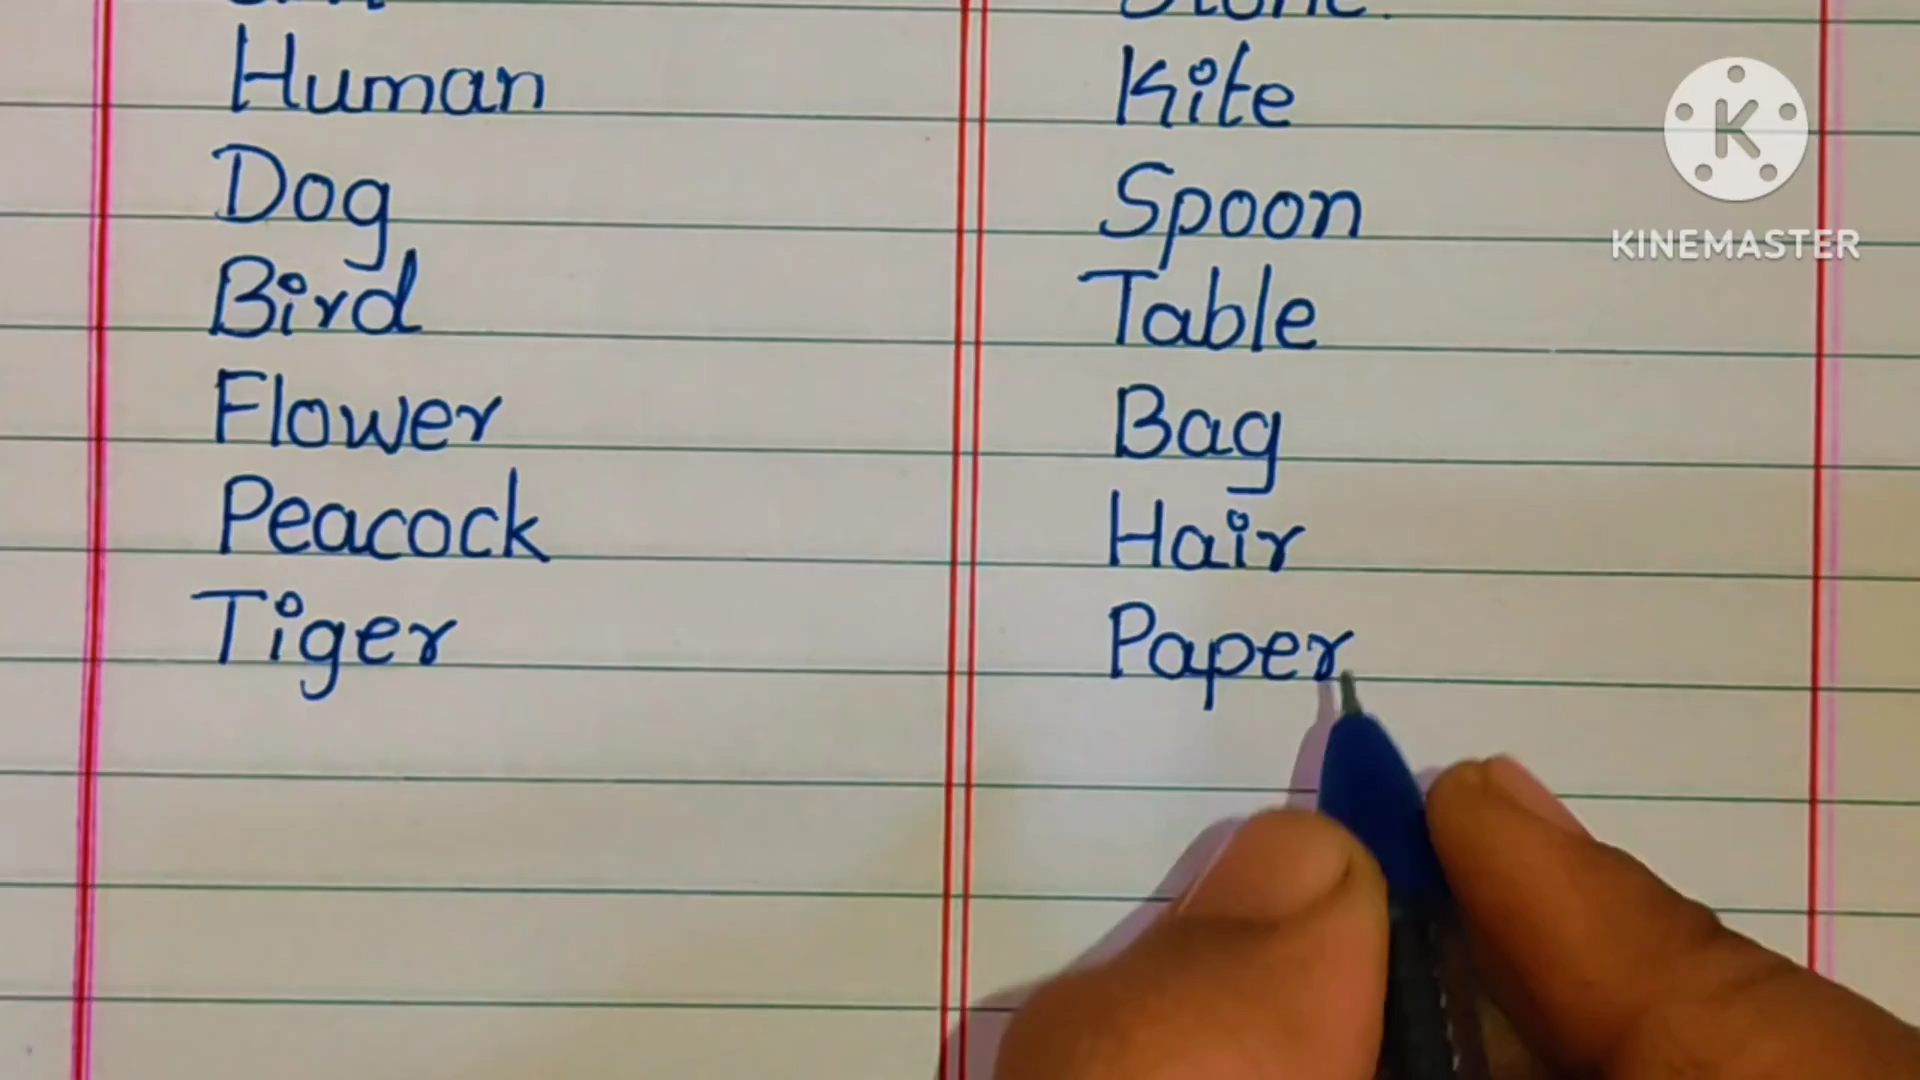 Human
Dog
Bird
Flower
Peacock
Tiger
Kite
Spoon
Table
Bag
Hair
Paper
K
KINEMASTER